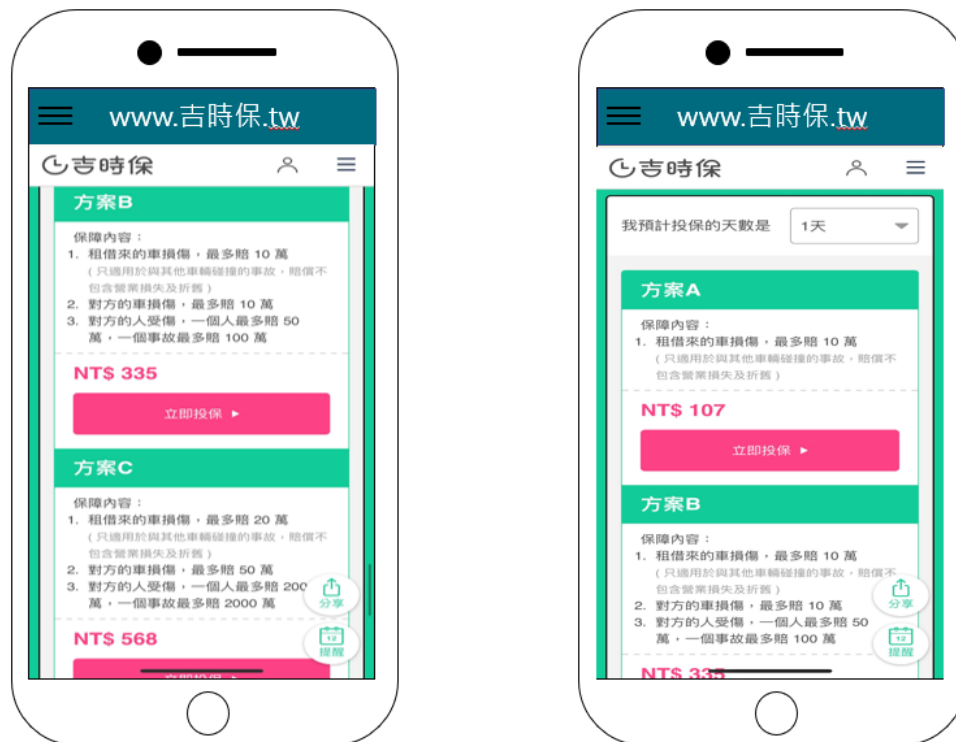 www.吉時保.tw
吉時保
方案B
保障內容：
1. 租借來的車損傷，最多賠 10 萬
(只適用於與其他車輛碰撞的事故，賠償不
包含營業損失及折舊)
2. 對方的車損傷，最多賠 10 萬
3. 對方的人受傷，一個人最多賠 50
萬，一個事故最多賠 100 萬
NT$ 335
立即投保 ►
方案C
保障內容：
1. 租借來的車損傷，最多賠 20 萬
(只適用於與其他車輛碰撞的事故，賠償不
包含營業損失及折舊)
2. 對方的車損傷，最多賠 50 萬
3. 對方的人受傷，一個人最多賠 200
萬，一個事故最多賠 2000 萬
分享
NT$ 568
12
提醒
立即投保 ►
www.吉時保.tw
吉時保
我預計投保的天數是 1天
方案A
保障內容：
1. 租借來的車損傷，最多賠 10 萬
(只適用於與其他車輛碰撞的事故，賠償不
包含營業損失及折舊)
NT$ 107
立即投保 ►
方案B
保障內容：
1. 租借來的車損傷，最多賠 10 萬
(只適用於與其他車輛碰撞的事故，賠償不
包含營業損失及折舊)
2. 對方的車損傷，最多賠 10 萬
3. 對方的人受傷，一個人最多賠 50
萬，一個事故最多賠 100 萬
分享
NT$ 335
12
提醒